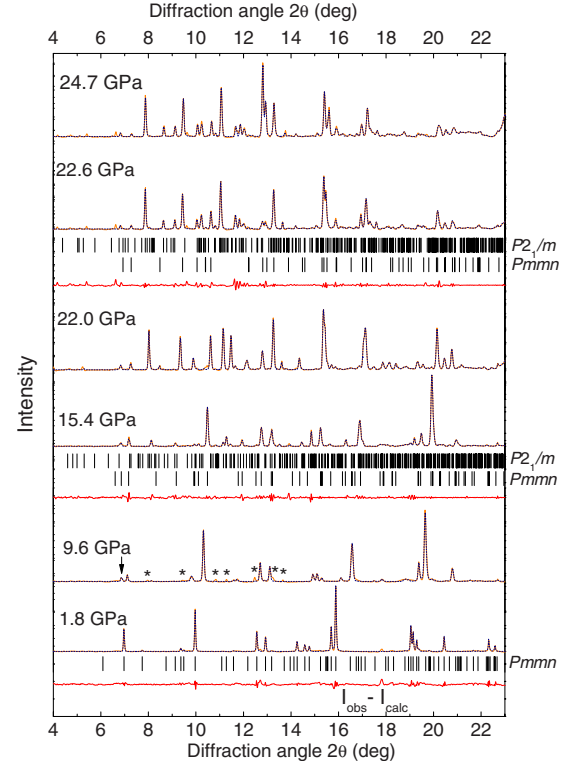 Diffraction angle 2θ (deg)
4 6 8 10 12 14 16 18 20 22
24.7 GPa
22.6 GPa
P2₁/m
Pmmn
22.0 GPa
15.4 GPa
P2₁/m
Pmmn
9.6 GPa
* * * * * * *
1.8 GPa
Pmmn
I_obs - I_calc
4 6 8 10 12 14 16 18 20 22
Diffraction angle 2θ (deg)
Intensity